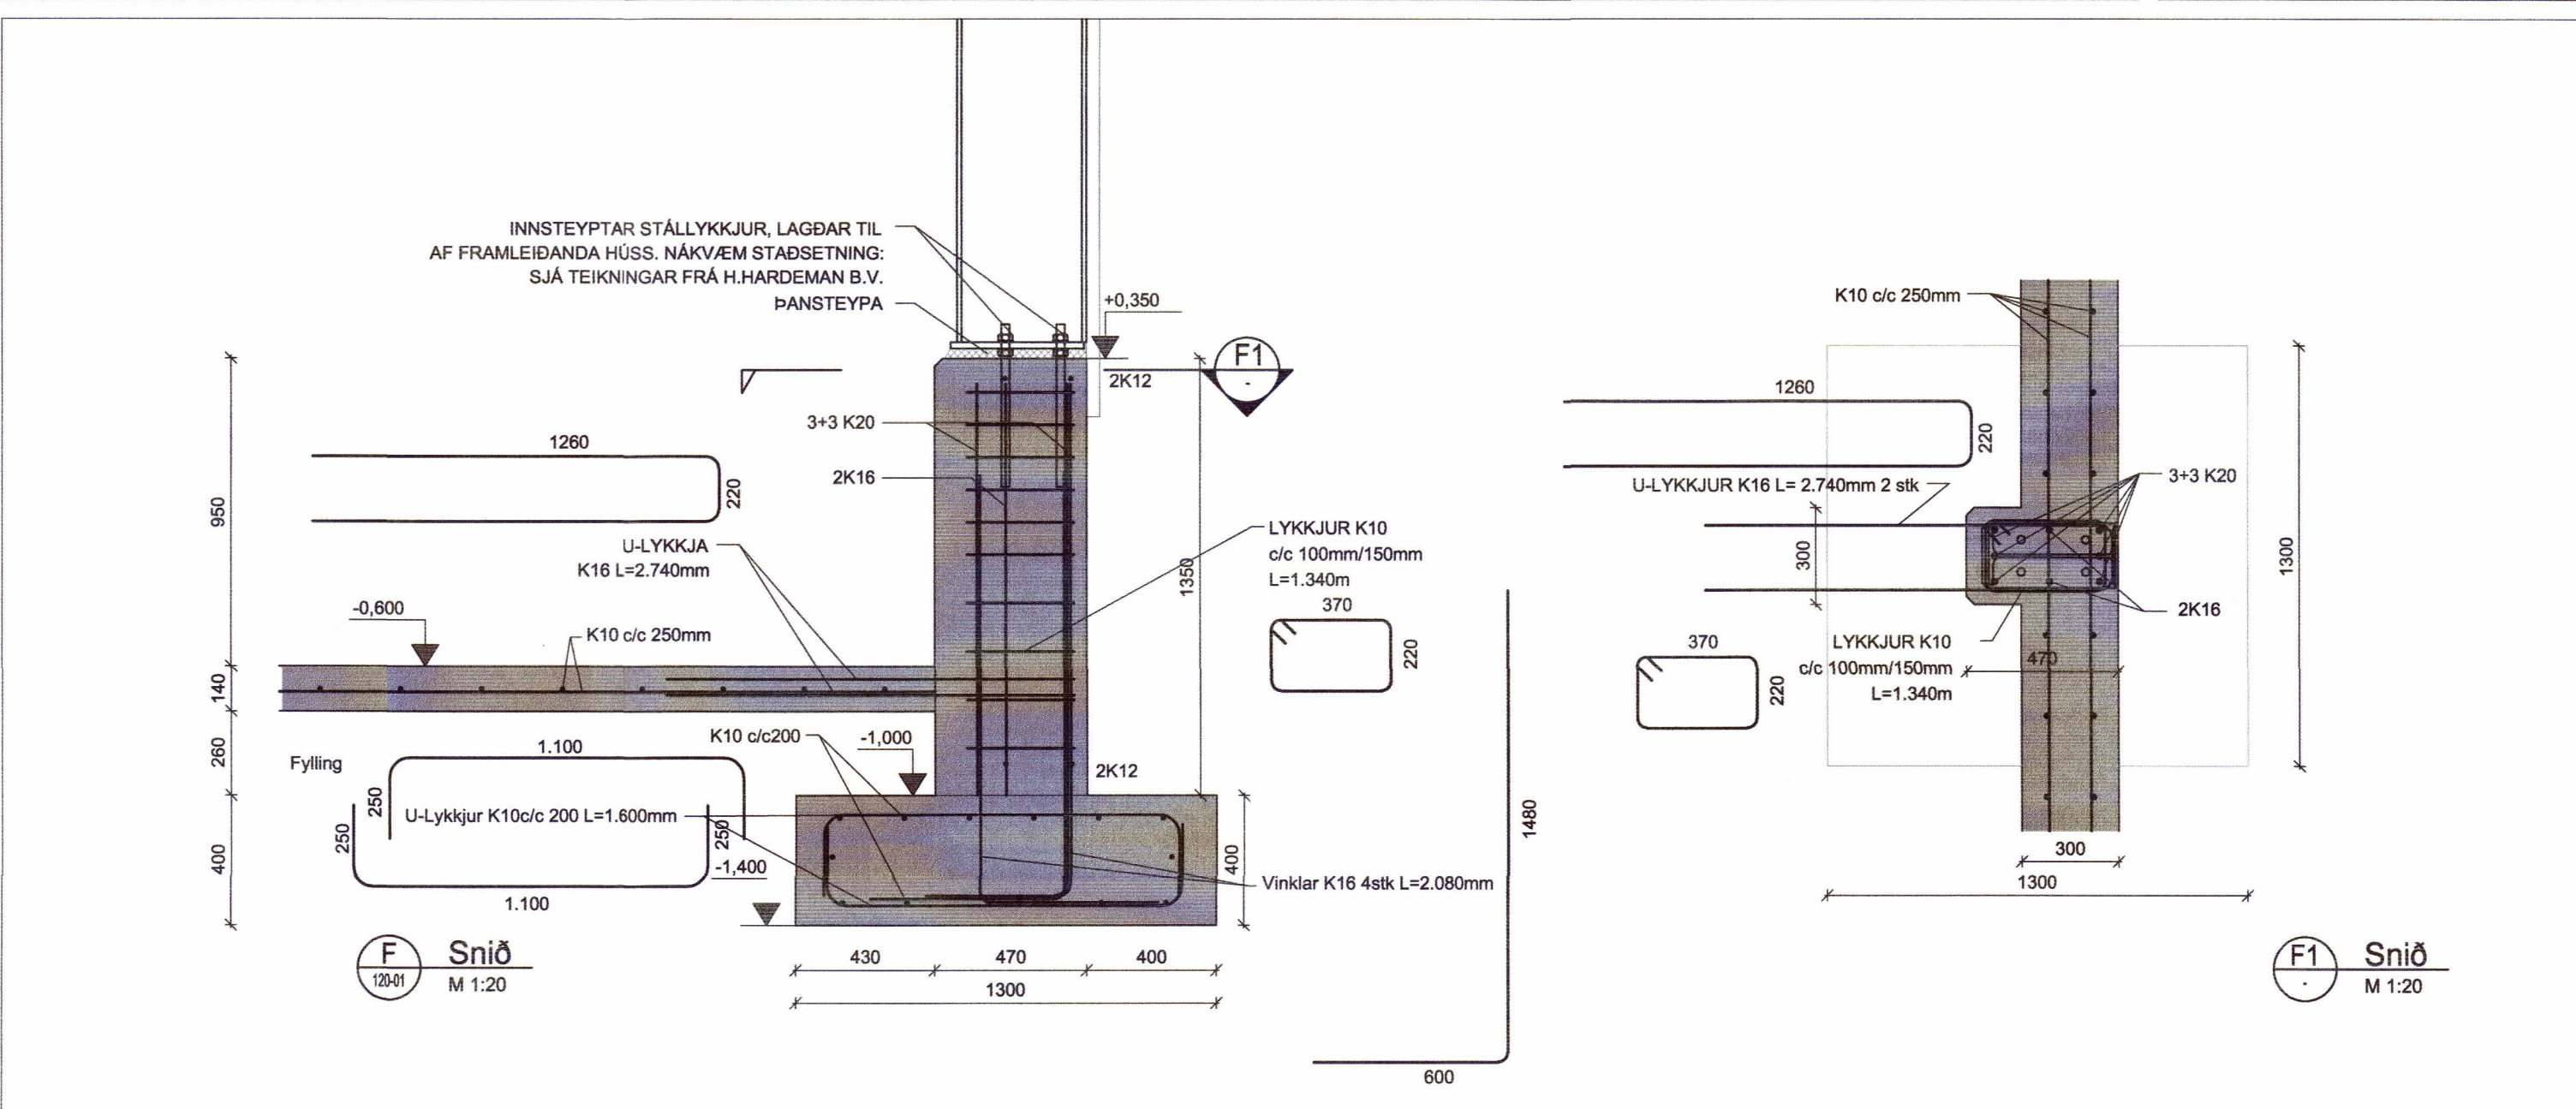 INNSTEYPTAR STÁLLYKKJUR, LAGÐAR TIL
AF FRAMLEIÐANDA HÚSS. NÁKVÆM STAÐSETNING:
SJÁ TEIKNINGAR FRÁ H.HARDEMAN B.V.
ÞANSTEYPA
+0,350
F1
-
2K12
3+3 K20
2K16
1260
220
950
U-LYKKJA
K16 L=2.740mm
LYKKJUR K10
c/c 100mm/150mm
L=1.340m
1350
370
220
-0,600
K10 c/c 250mm
140
260
400
Fylling
K10 c/c200
-1,000
2K12
1.100
250
U-Lykkjur K10c/c 200 L=1.600mm
250
250
1.100
-1,400
400
Vinklar K16 4stk L=2.080mm
430
470
400
1300
F
120-01
Snið
M 1:20
1480
600
K10 c/c 250mm
1260
220
U-LYKKJUR K16 L= 2.740mm 2 stk
3+3 K20
300
1300
2K16
LYKKJUR K10
c/c 100mm/150mm
L=1.340m
470
370
220
300
1300
F1
-
Snið
M 1:20